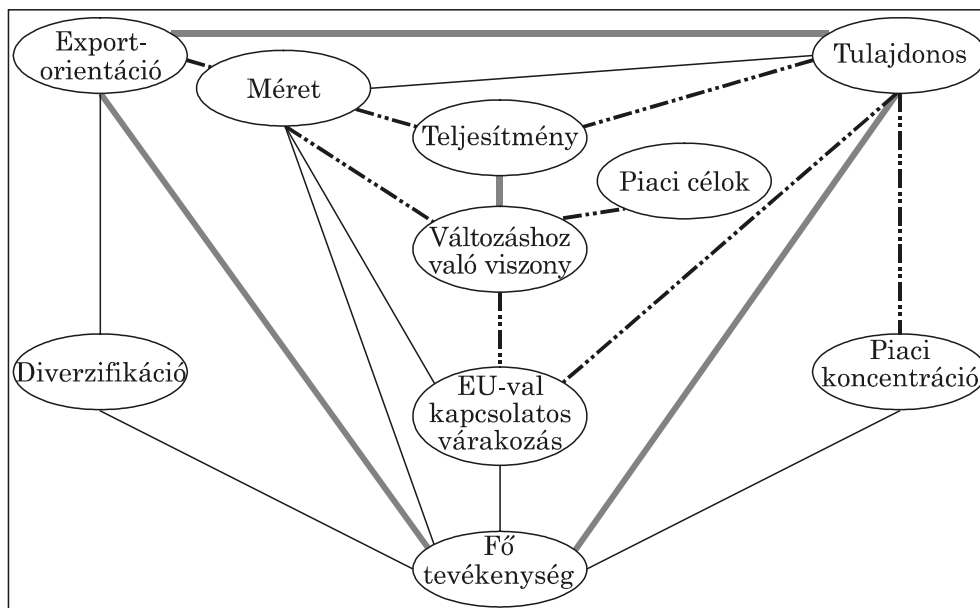 Export-
orientáció
Tulajdonos
Méret
Teljesítmény
Piaci célok
Változáshoz
való viszony
Diverzifikáció
EU-val
kapcsolatos
várakozás
Piaci
koncentráció
Fő
tevékenység